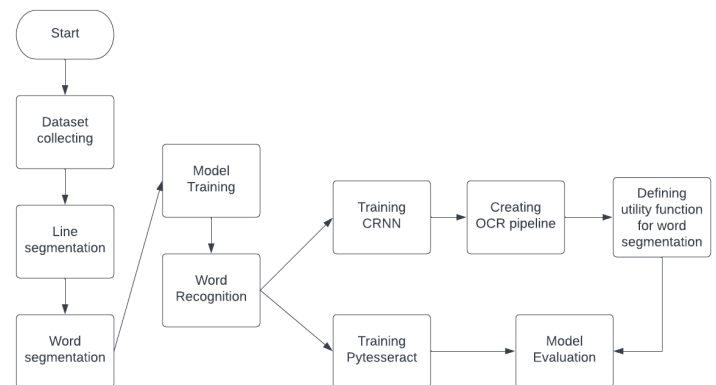 Start
Dataset
collecting
Line
segmentation
Word
segmentation
Model
Training
Word
Recognition
Training
CRNN
Creating
OCR pipeline
Defining
utility function
for word
segmentation
Training
Pytesseract
Model
Evaluation